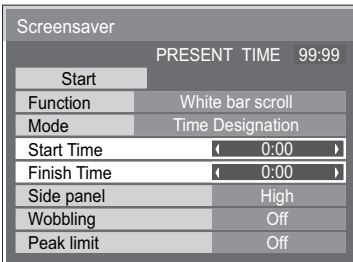 Screensaver
PRESENT TIME 99:99
Start
Function White bar scroll
Mode Time Designation
Start Time 0:00
Finish Time 0:00
Side panel High
Wobbling Off
Peak limit Off